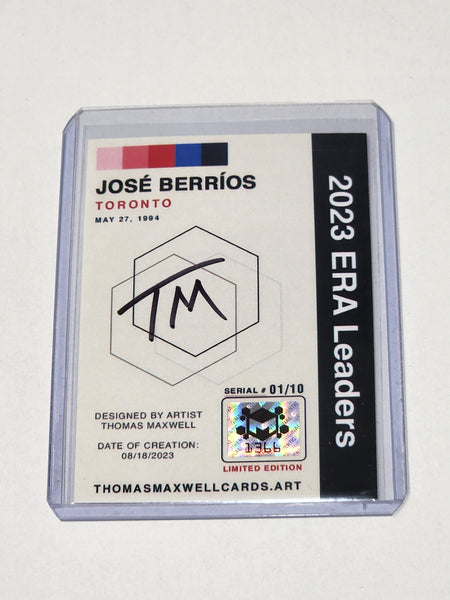 JOSÉ BERRÍOS
TORONTO
MAY 27, 1994
TM
SERIAL # 01/10
DESIGNED BY ARTIST
THOMAS MAXWELL
DATE OF CREATION:
08/18/2023
1366
LIMITED EDITION
THOMASMAXWELLCARDS.ART
2023 ERA Leaders